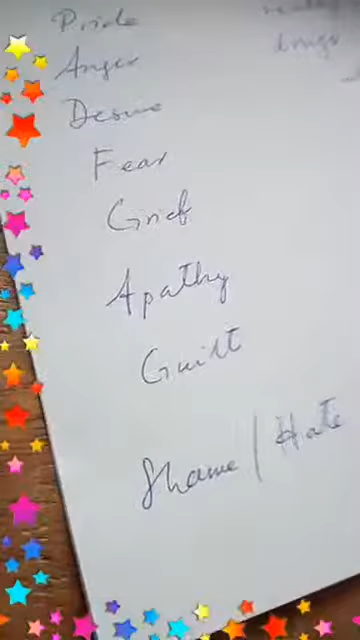 Pride
Anger
Desire
Fear
Grief
Apathy
Guilt
Shame / Hate